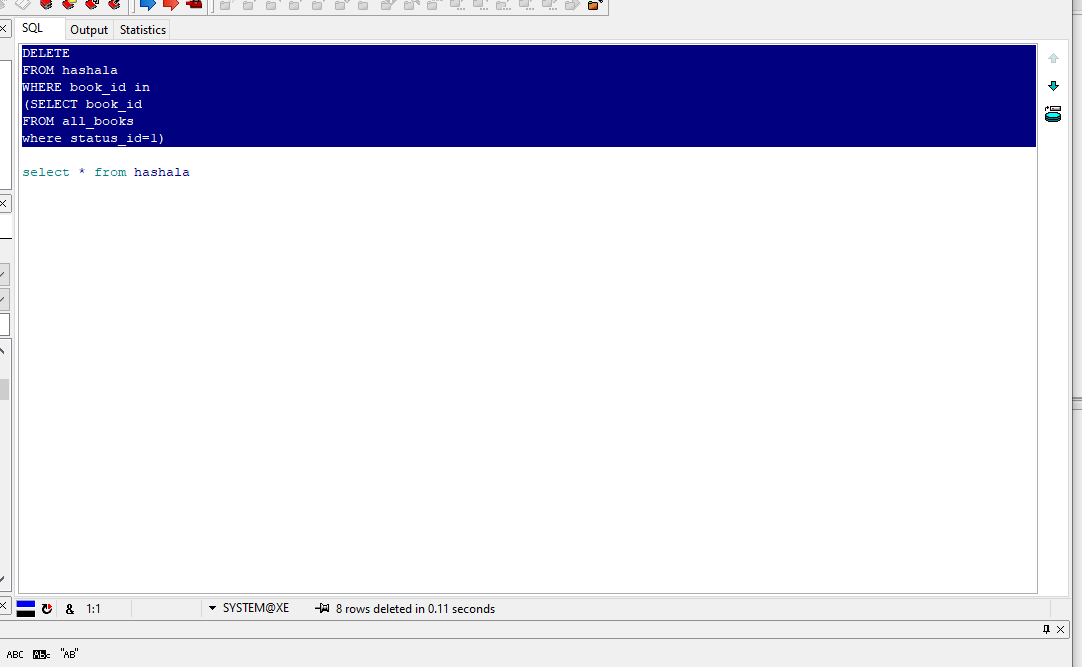 SQL Output Statistics
DELETE
FROM hashala
WHERE book_id in
(SELECT book_id
FROM all_books
where status_id=1)
select * from hashala
& 1:1 SYSTEM@XE 8 rows deleted in 0.11 seconds
ABC ABc "AB"